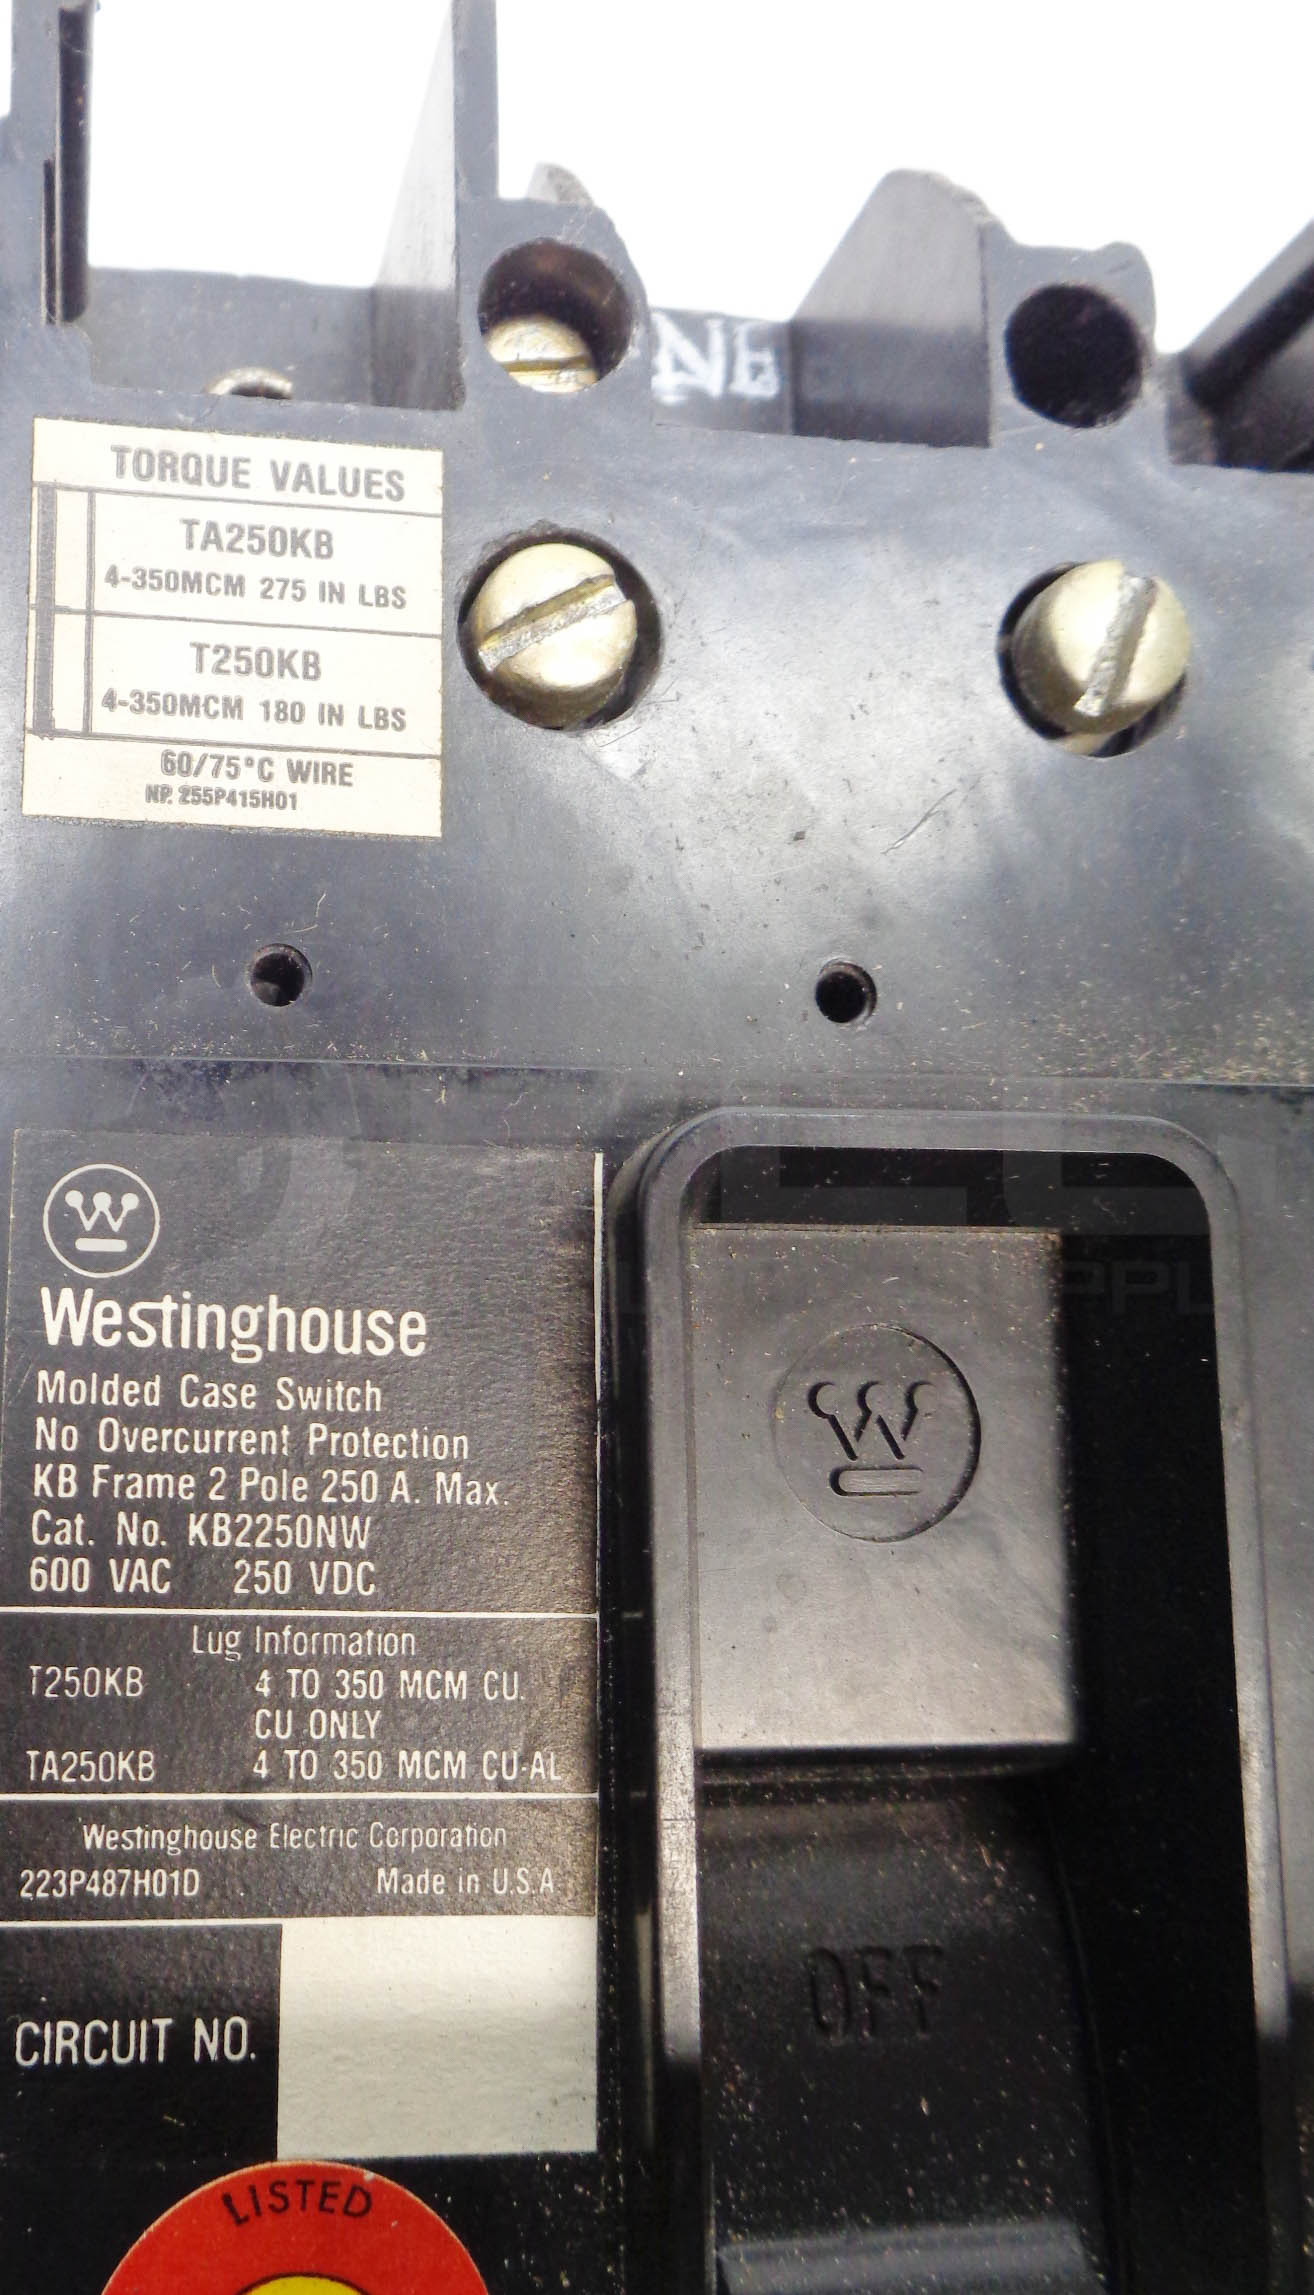 TORQUE VALUES
TA250KB
4-350MCM 275 IN LBS
T250KB
4-350MCM 180 IN LBS
60/75°C WIRE
NP. 255P415H01
Westinghouse
Molded Case Switch
No Overcurrent Protection
KB Frame 2 Pole 250 A. Max.
Cat. No. KB2250NW
600 VAC 250 VDC
Lug Information
T250KB 4 TO 350 MCM CU.
CU ONLY
TA250KB 4 TO 350 MCM CU-AL
Westinghouse Electric Corporation
223P487H01D Made in U.S.A
CIRCUIT NO.
OFF
LISTED